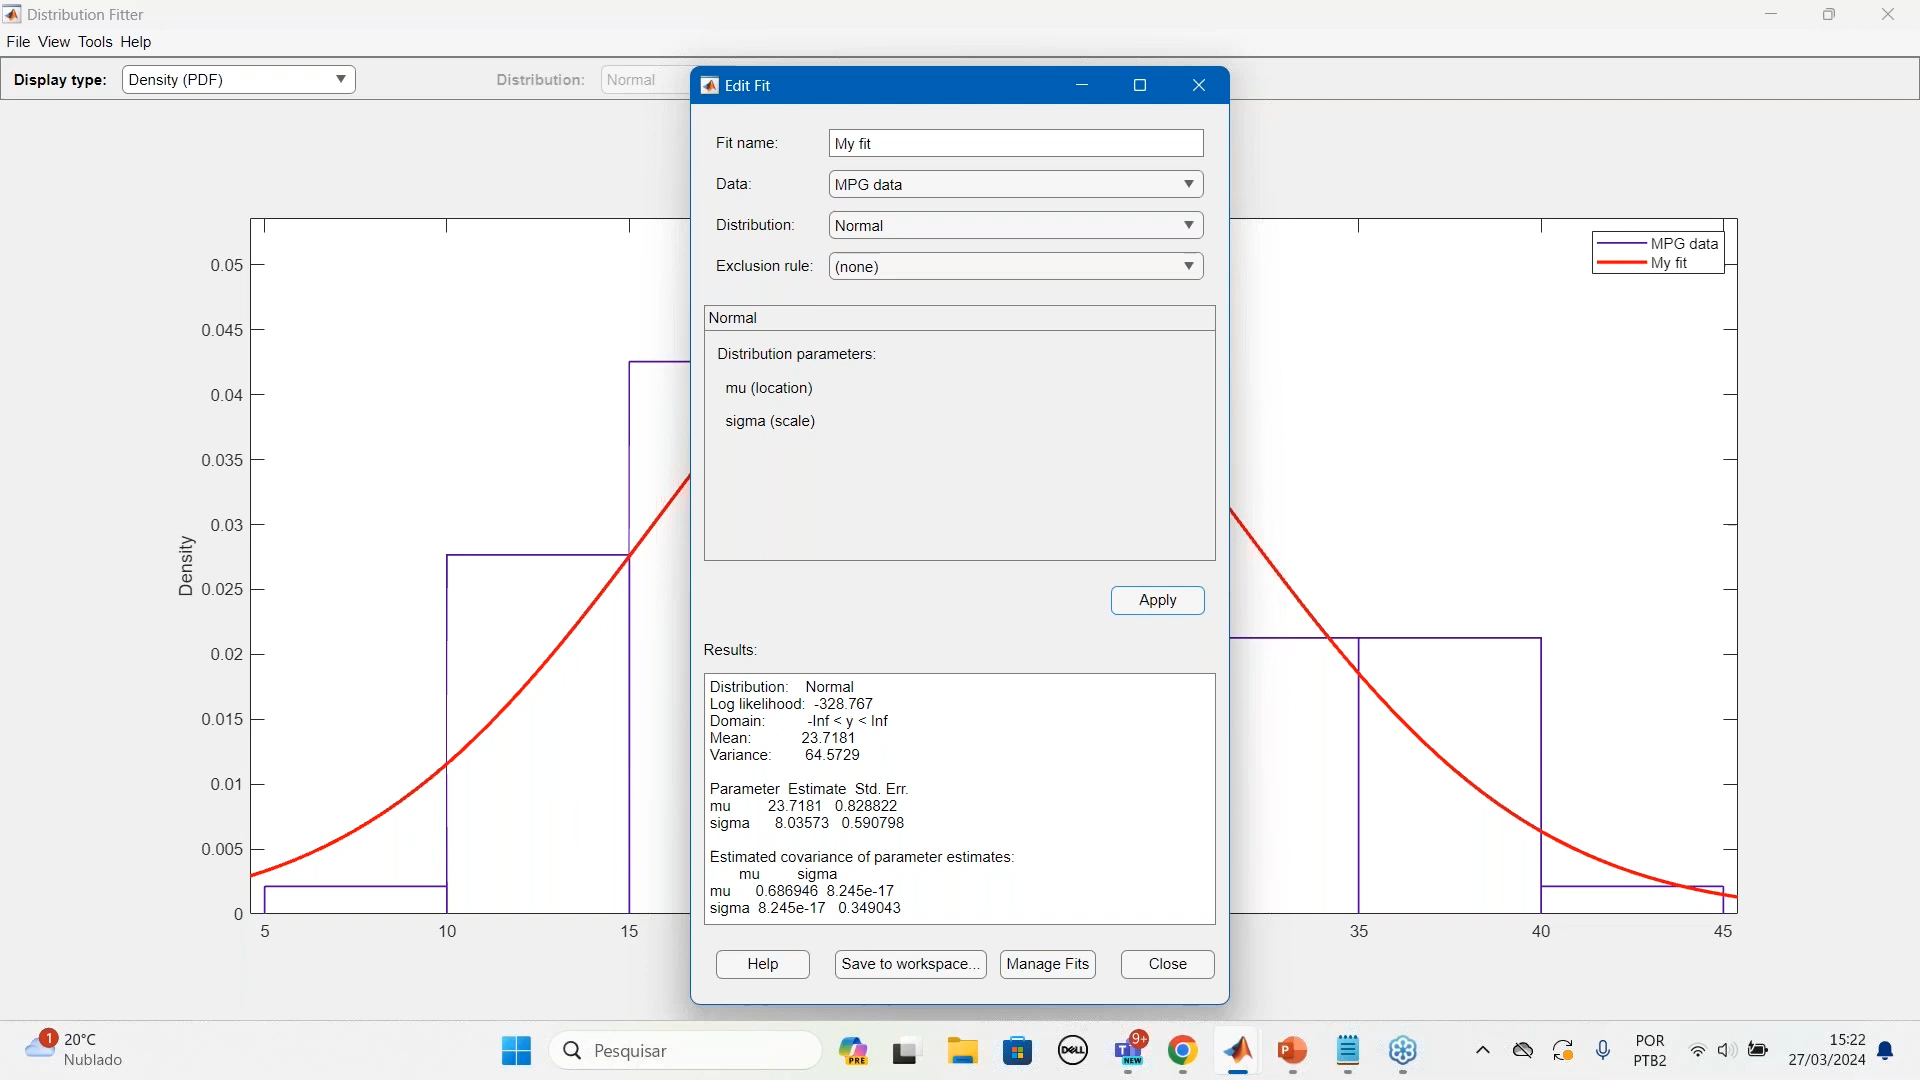 Distribution Fitter
File View Tools Help
Display type: Density (PDF) Distribution: Normal
Edit Fit
Fit name: My fit
Data: MPG data
Distribution: Normal
Exclusion rule: (none)
Normal
Distribution parameters:
mu (location)
sigma (scale)
Apply
Results:
Distribution: Normal
Log likelihood: -328.767
Domain: -Inf < y < Inf
Mean: 23.7181
Variance: 64.5729
Parameter Estimate Std. Err.
mu 23.7181 0.828822
sigma 8.03573 0.590798
Estimated covariance of parameter estimates:
mu sigma
mu 0.686946 8.245e-17
sigma 8.245e-17 0.349043
Help Save to workspace... Manage Fits Close
MPG data
My fit
Density
0.05
0.045
0.04
0.035
0.03
0.025
0.02
0.015
0.01
0.005
0
5 10 15 35 40 45
1 20°C
Nublado
Pesquisar
PRE
DELL
9+
NEW
P
POR
PTB2
15:22
27/03/2024